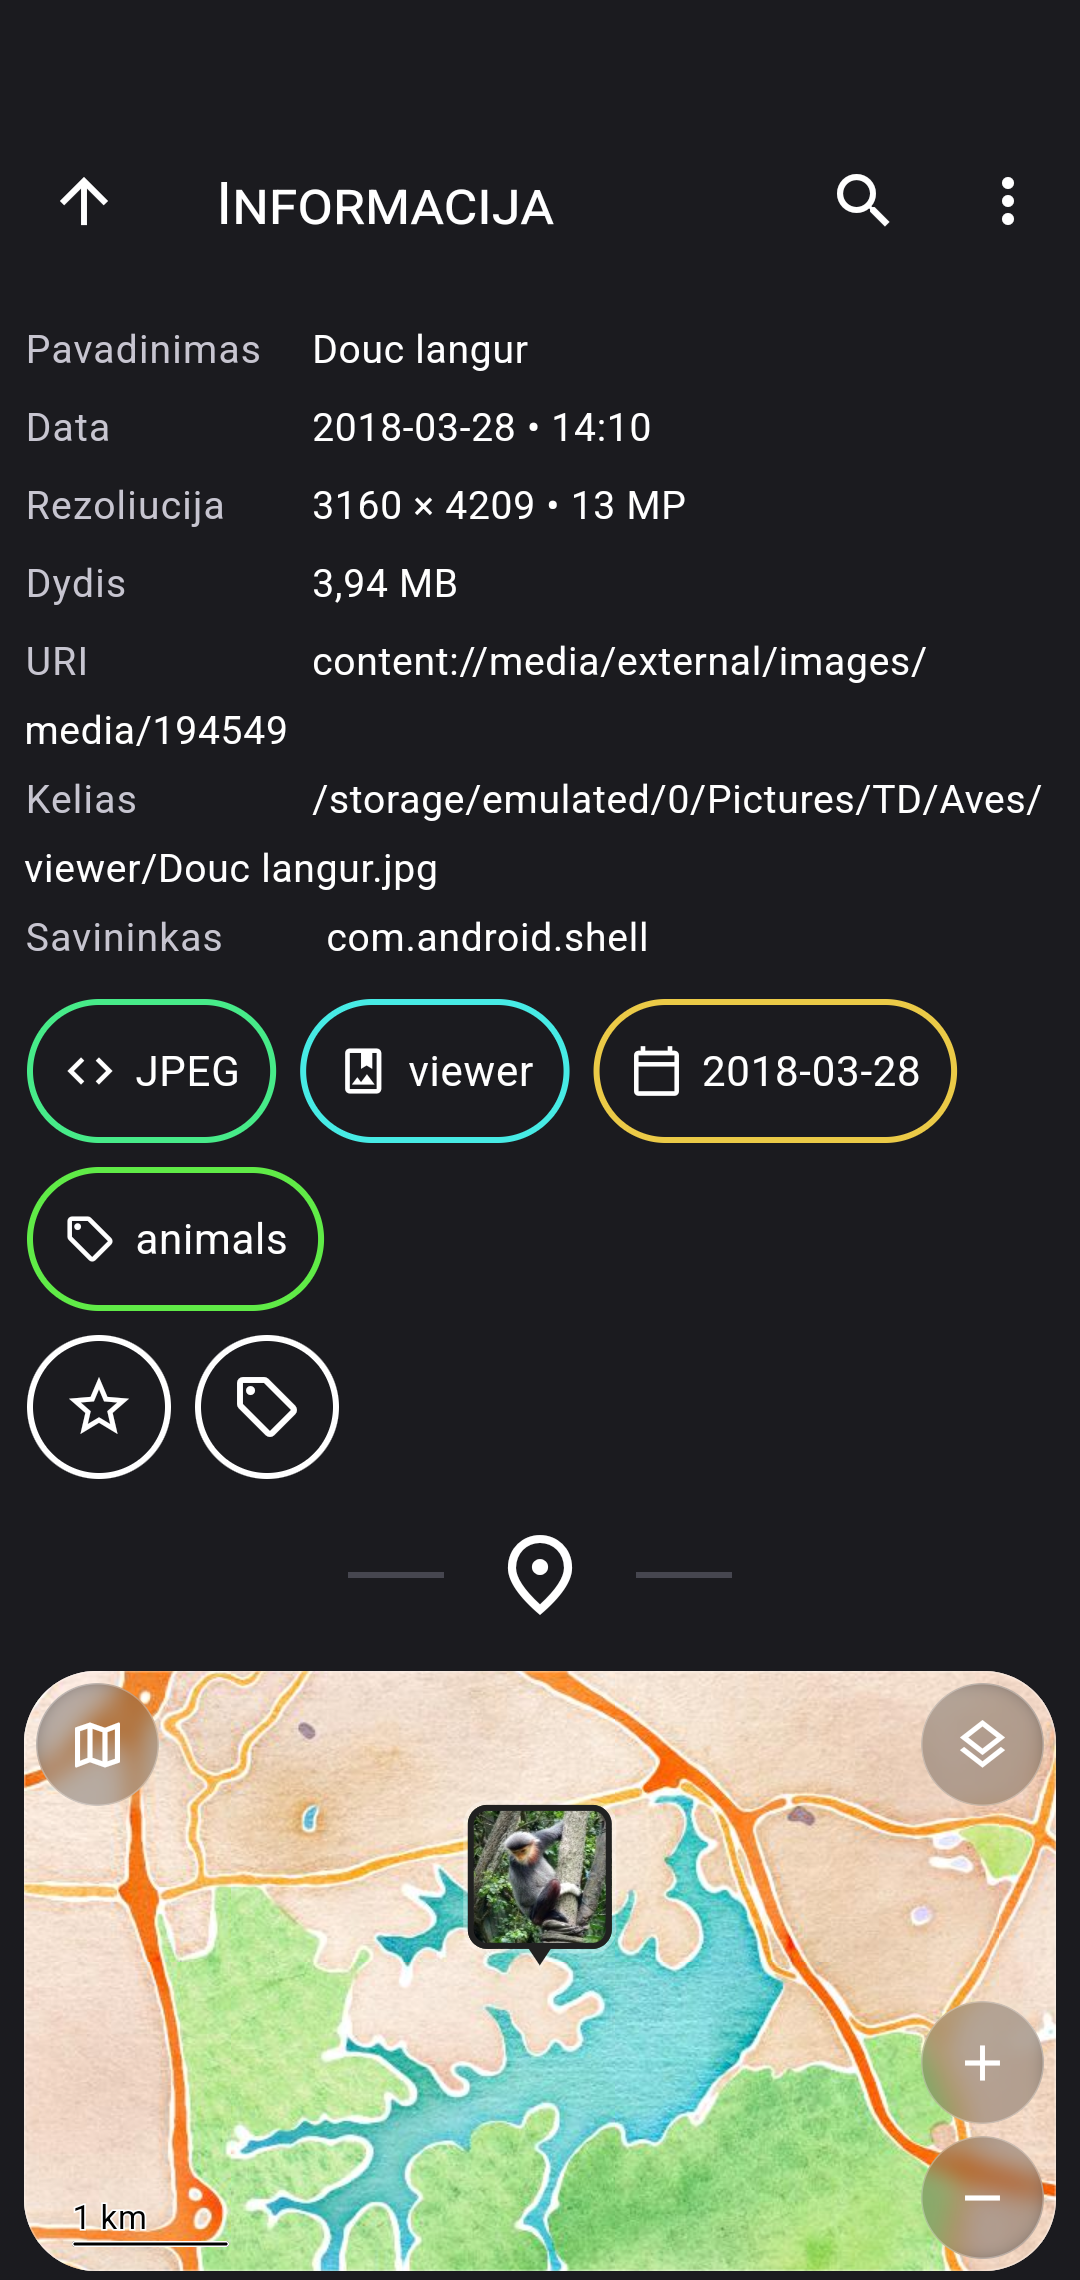 Informacija
Pavadinimas Douc langur
Data 2018-03-28 • 14:10
Rezoliucija 3160 × 4209 • 13 MP
Dydis 3,94 MB
URI content://media/external/images/
media/194549
Kelias /storage/emulated/0/Pictures/TD/Aves/
viewer/Douc langur.jpg
Savininkas com.android.shell
JPEG viewer 2018-03-28
animals
1 km